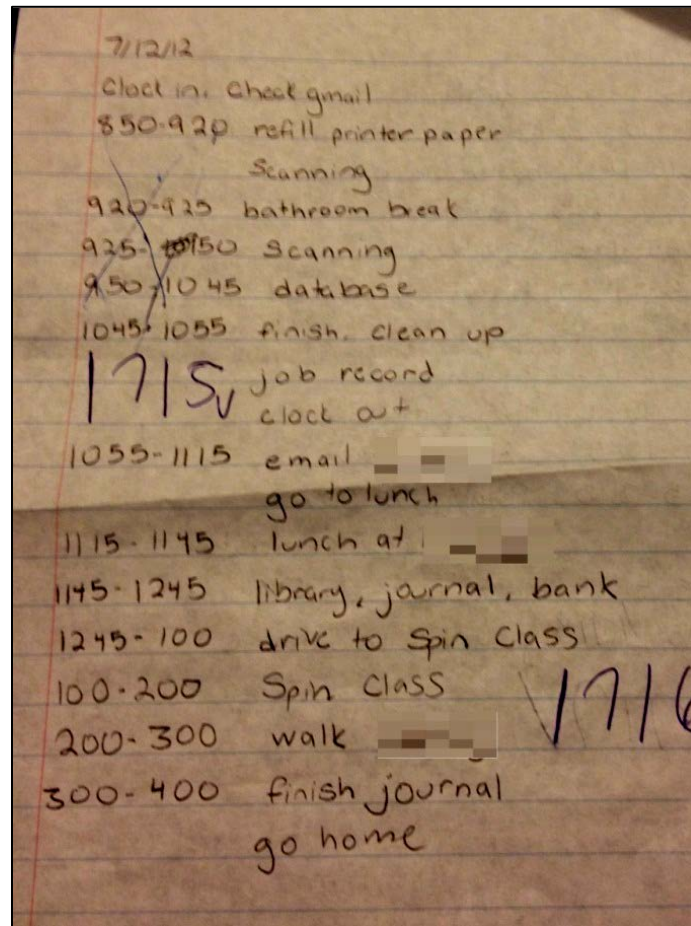 7/12/12
Clock in. Check gmail
850-920 refill printer paper
Scanning
920-925 bathroom break
925- 950 Scanning
950-1045 database
1045-1055 finish. clean up
1715 job record
clock out
1055-1115 email
go to lunch
1115-1145 lunch at
1145-1245 library, journal, bank
1245-100 drive to Spin Class
100-200 Spin Class
1716
200-300 walk
300-400 finish journal
go home